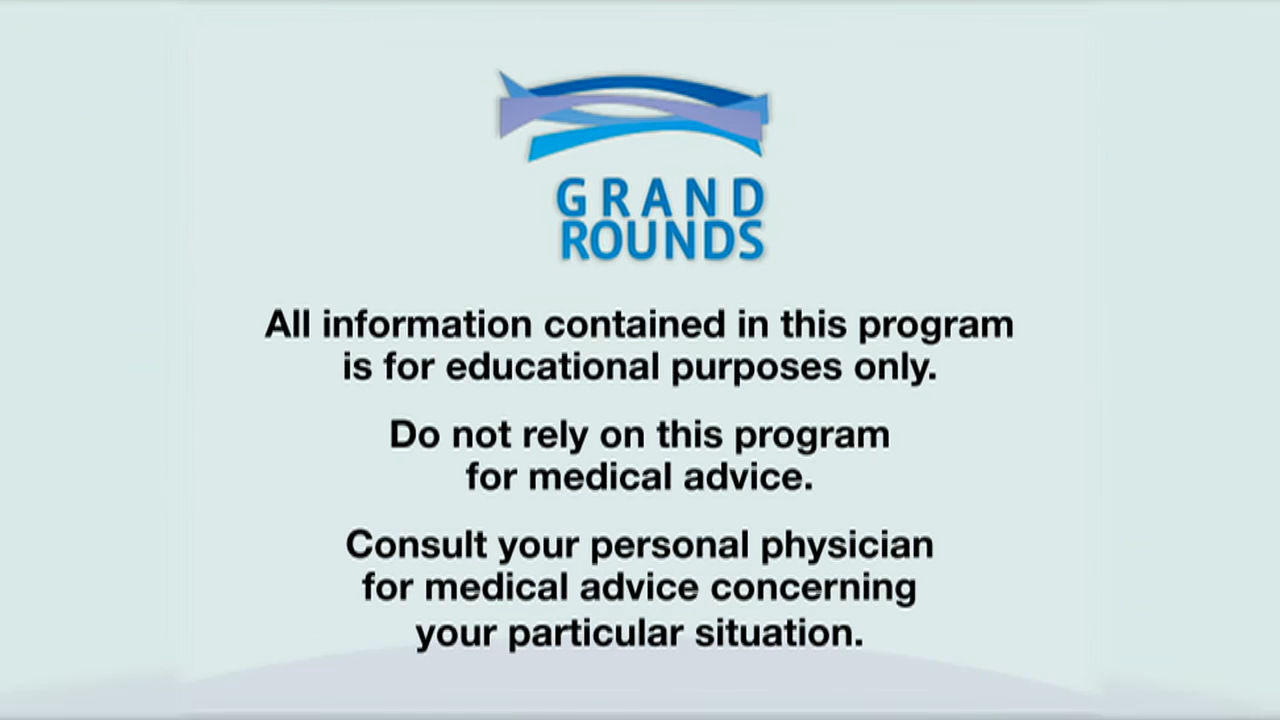 GRAND
ROUNDS
All information contained in this program
is for educational purposes only.
Do not rely on this program
for medical advice.
Consult your personal physician
for medical advice concerning
your particular situation.